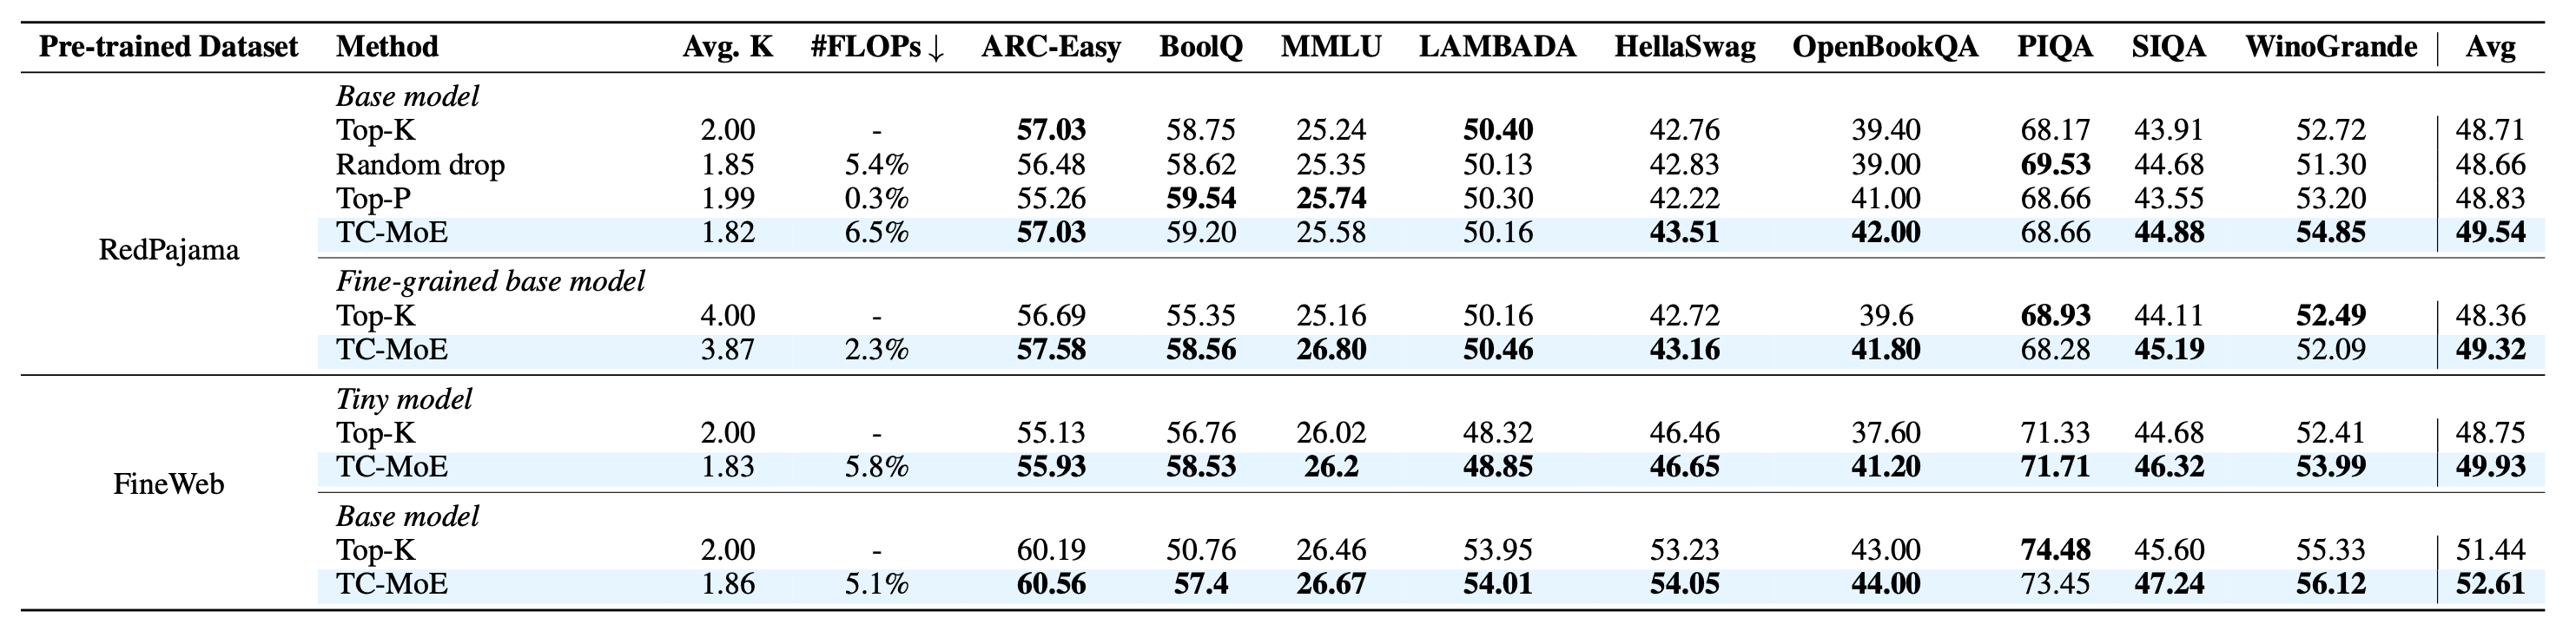 Pre-trained Dataset Method Avg. K #FLOPs ↓ ARC-Easy BoolQ MMLU LAMBADA HellaSwag OpenBookQA PIQA SIQA WinoGrande Avg
RedPajama
Base model
Top-K 2.00 - 57.03 58.75 25.24 50.40 42.76 39.40 68.17 43.91 52.72 48.71
Random drop 1.85 5.4% 56.48 58.62 25.35 50.13 42.83 39.00 69.53 44.68 51.30 48.66
Top-P 1.99 0.3% 55.26 59.54 25.74 50.30 42.22 41.00 68.66 43.55 53.20 48.83
TC-MoE 1.82 6.5% 57.03 59.20 25.58 50.16 43.51 42.00 68.66 44.88 54.85 49.54
Fine-grained base model
Top-K 4.00 - 56.69 55.35 25.16 50.16 42.72 39.6 68.93 44.11 52.49 48.36
TC-MoE 3.87 2.3% 57.58 58.56 26.80 50.46 43.16 41.80 68.28 45.19 52.09 49.32
FineWeb
Tiny model
Top-K 2.00 - 55.13 56.76 26.02 48.32 46.46 37.60 71.33 44.68 52.41 48.75
TC-MoE 1.83 5.8% 55.93 58.53 26.2 48.85 46.65 41.20 71.71 46.32 53.99 49.93
Base model
Top-K 2.00 - 60.19 50.76 26.46 53.95 53.23 43.00 74.48 45.60 55.33 51.44
TC-MoE 1.86 5.1% 60.56 57.4 26.67 54.01 54.05 44.00 73.45 47.24 56.12 52.61